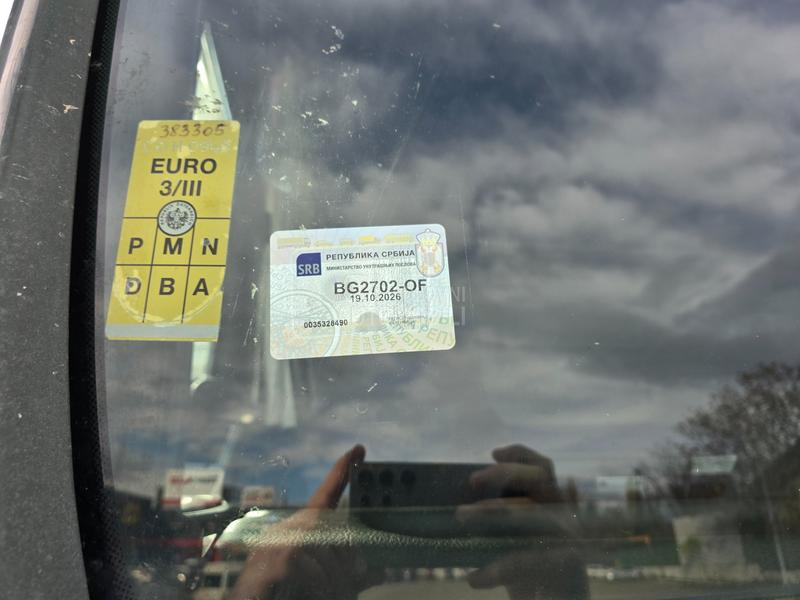 383305
EURO
3/III
P M N
D B A
РЕПУБЛИКА СРБИЈА
SRB
МИНИСТАРСТВО УНУТРАШЊИХ ПОСЛОВА
BG2702-OF
19.10.2026
0035328490